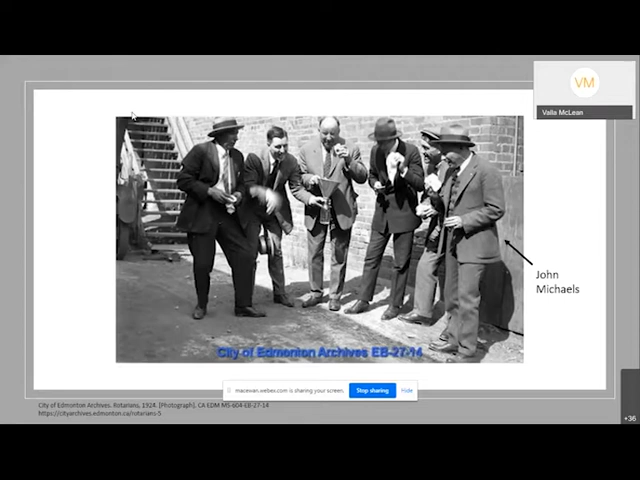 VM
Vaila McLean
John
Michaels
City of Edmonton Archives EB-27-14
macewan.webex.com is sharing your screen.
Stop sharing
Hide
City of Edmonton Archives. Rotarians, 1924. [Photograph]. CA EDM MS-604-EB-27-14
https://cityarchives.edmonton.ca/rotarians-5
+36